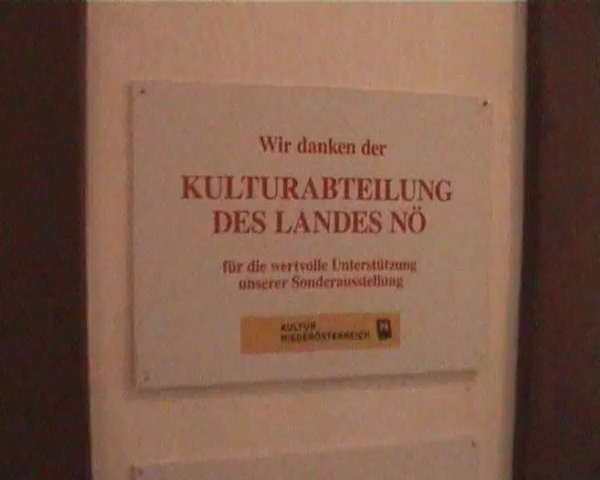 Wir danken der
KULTURABTEILUNG
DES LANDES NÖ
für die wertvolle Unterstützung
unserer Sonderausstellung
KULTUR
NIEDERÖSTERREICH